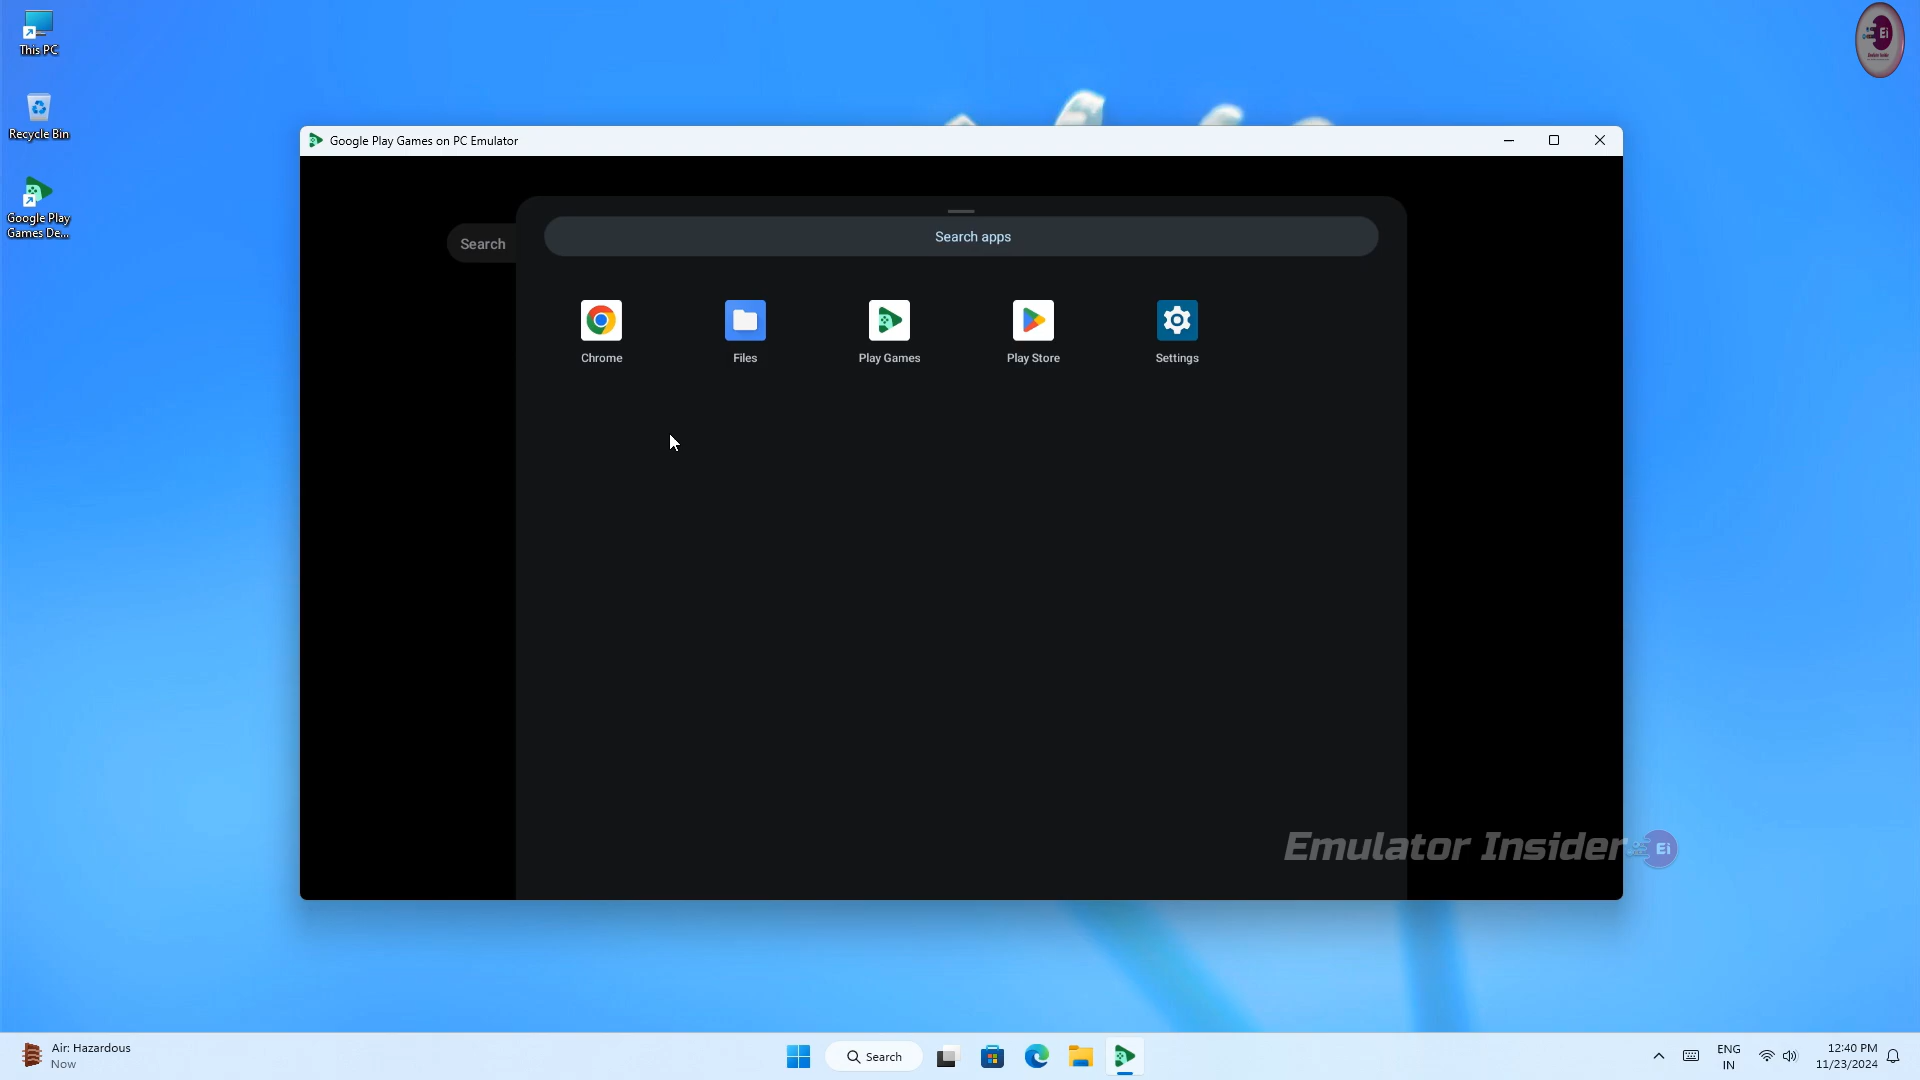 This PC
Recycle Bin
Google Play
Games De...
Ei
Google Play Games on PC Emulator
Search
Search apps
Chrome
Files
Play Games
Play Store
Settings
Emulator Insider
Ei
Air: Hazardous
Now
Search
ENG
IN
12:40 PM
11/23/2024